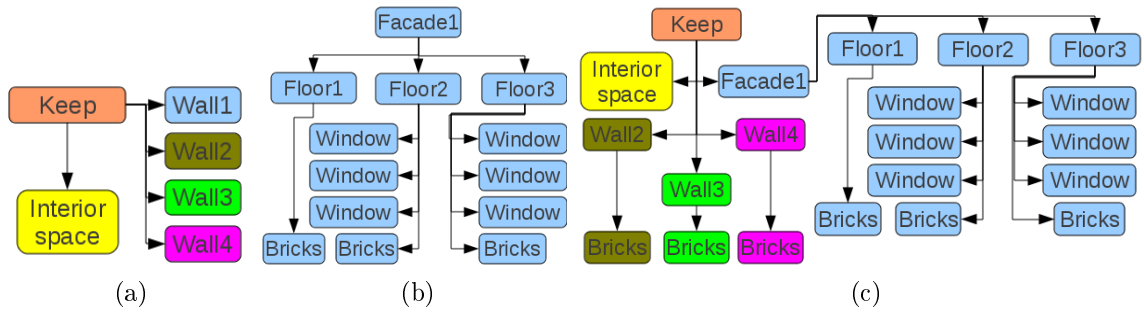 Keep
Wall1
Wall2
Wall3
Wall4
Interior
space
(a)
Facade1
Floor1
Floor2
Floor3
Window
Window
Window
Window
Window
Window
Bricks
Bricks
Bricks
(b)
Keep
Interior
space
Facade1
Floor1
Floor2
Floor3
Wall2
Wall4
Wall3
Window
Window
Window
Window
Window
Window
Bricks
Bricks
Bricks
Bricks
Bricks
Bricks
(c)